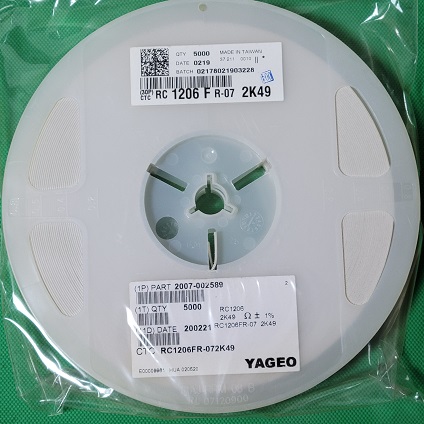 QTY 5000 MADE IN TAIWAN
DATE 0219
BATCH 02178021903228
(30P) CTC RC 1206 F R-07 2K49
(1P) PART 2007-002589
(1T) QTY 5000 RC1206
2K49 Ω ± 1%
DATE 200221 RC1206FR-07 2K49
CTC RC1206FR-072K49
YAGEO